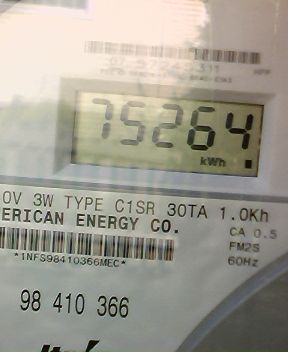 75264
kWh
0V 3W TYPE C1SR 30TA 1.0Kh
ERICAN ENERGY CO.
CA 0.5
FM2S
*1NFS98410366MEC*
60Hz
98 410 366